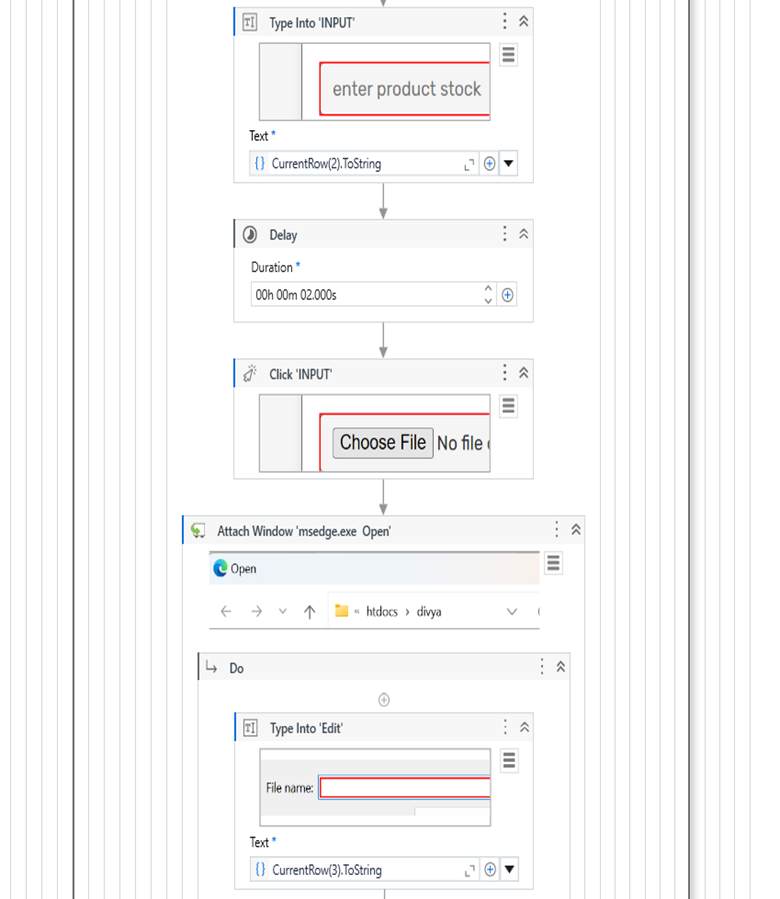 Type Into 'INPUT'
enter product stock
Text *
CurrentRow(2).ToString
Delay
Duration *
00h 00m 02.000s
Click 'INPUT'
Choose File No file
Attach Window 'msedge.exe Open'
Open
« htdocs › divya
Do
Type Into 'Edit'
File name:
Text *
CurrentRow(3).ToString